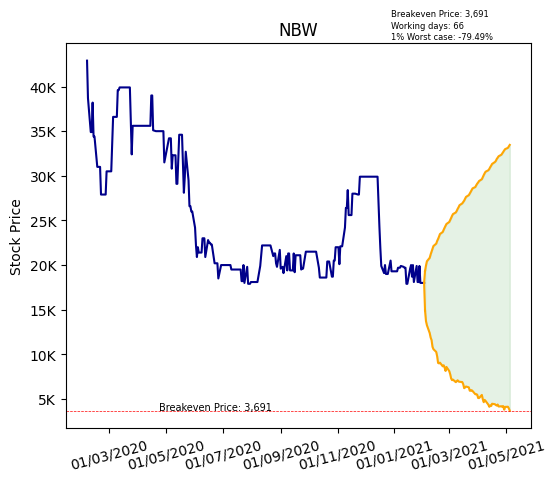 Breakeven Price: 3,691
Working days: 66
1% Worst case: -79.49%
NBW
Stock Price
40K
35K
30K
25K
20K
15K
10K
5K
Breakeven Price: 3,691
01/03/2020
01/05/2020
01/07/2020
01/09/2020
01/11/2020
01/01/2021
01/03/2021
01/05/2021